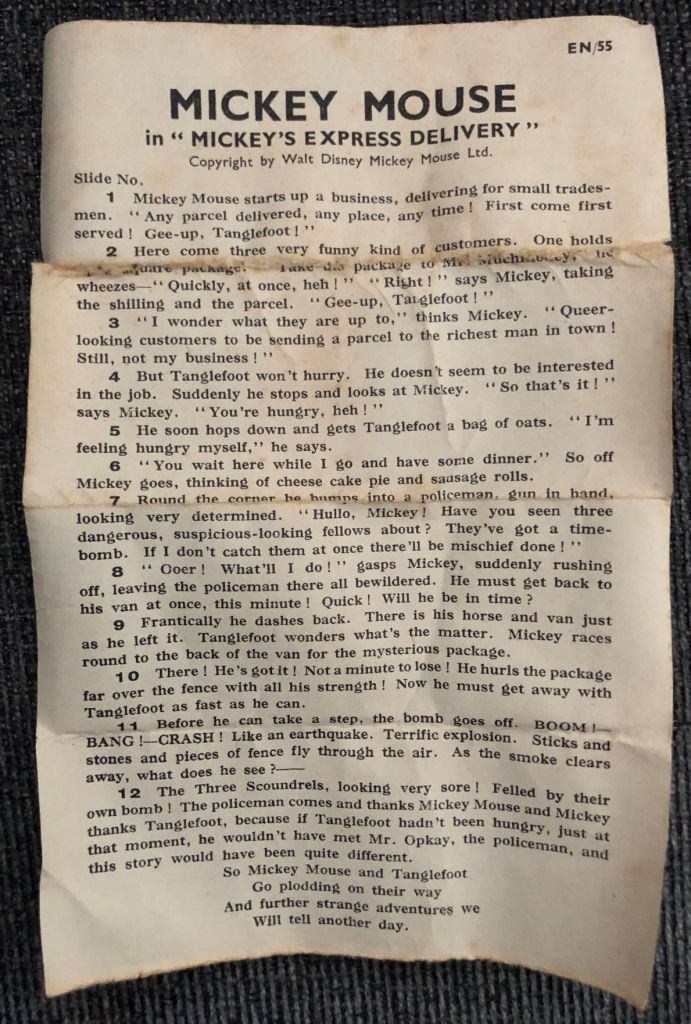 EN/55
MICKEY MOUSE
in “ MICKEY'S EXPRESS DELIVERY ”
Copyright by Walt Disney Mickey Mouse Ltd.
Slide No.
1 Mickey Mouse starts up a business, delivering for small trades-
men. “ Any parcel delivered, any place, any time ! First come first
served ! Gee-up, Tanglefoot ! ”
2 Here come three very funny kind of customers. One holds
square package. “ Take dis package to Mr. he
wheezes—“ Quickly, at once, heh ! ” “ Right ! ” says Mickey, taking
the shilling and the parcel. “ Gee-up, Tanglefoot ! ”
3 “ I wonder what they are up to,” thinks Mickey. “ Queer-
looking customers to be sending a parcel to the richest man in town !
Still, not my business ! ”
4 But Tanglefoot won't hurry. He doesn't seem to be interested
in the job. Suddenly he stops and looks at Mickey. “ So that's it ! ”
says Mickey. “ You're hungry, heh ! ”
5 He soon hops down and gets Tanglefoot a bag of oats. “ I'm
feeling hungry myself,” he says.
6 “ You wait here while I go and have some dinner.” So off
Mickey goes, thinking of cheese cake pie and sausage rolls.
7 Round the corner he bumps into a policeman, gun in hand,
looking very determined. “ Hullo, Mickey ! Have you seen three
dangerous, suspicious-looking fellows about ? They've got a time-
bomb. If I don't catch them at once there'll be mischief done ! ”
8 “ Goer ! What'll I do ! ” gasps Mickey, suddenly rushing
off, leaving the policeman there all bewildered. He must get back to
his van at once, this minute ! Quick ! Will he be in time ?
9 Frantically he dashes back. There is his horse and van just
as he left it. Tanglefoot wonders what's the matter. Mickey races
round to the back of the van for the mysterious package.
10 There ! He's got it ! Not a minute to lose ! He hurls the package
far over the fence with all his strength ! Now he must get away with
Tanglefoot as fast as he can.
11 Before he can take a step, the bomb goes off. BOOM !—
BANG !—CRASH ! Like an earthquake. Terrific explosion. Sticks and
stones and pieces of fence fly through the air. As the smoke clears
away, what does he see ?——
12 The Three Scoundrels, looking very sore ! Felled by their
own bomb ! The policeman comes and thanks Mickey Mouse and Mickey
thanks Tanglefoot, because if Tanglefoot hadn't been hungry, just at
that moment, he wouldn't have met Mr. Opkay, the policeman, and
this story would have been quite different.
So Mickey Mouse and Tanglefoot
Go plodding on their way
And further strange adventures we
Will tell another day.